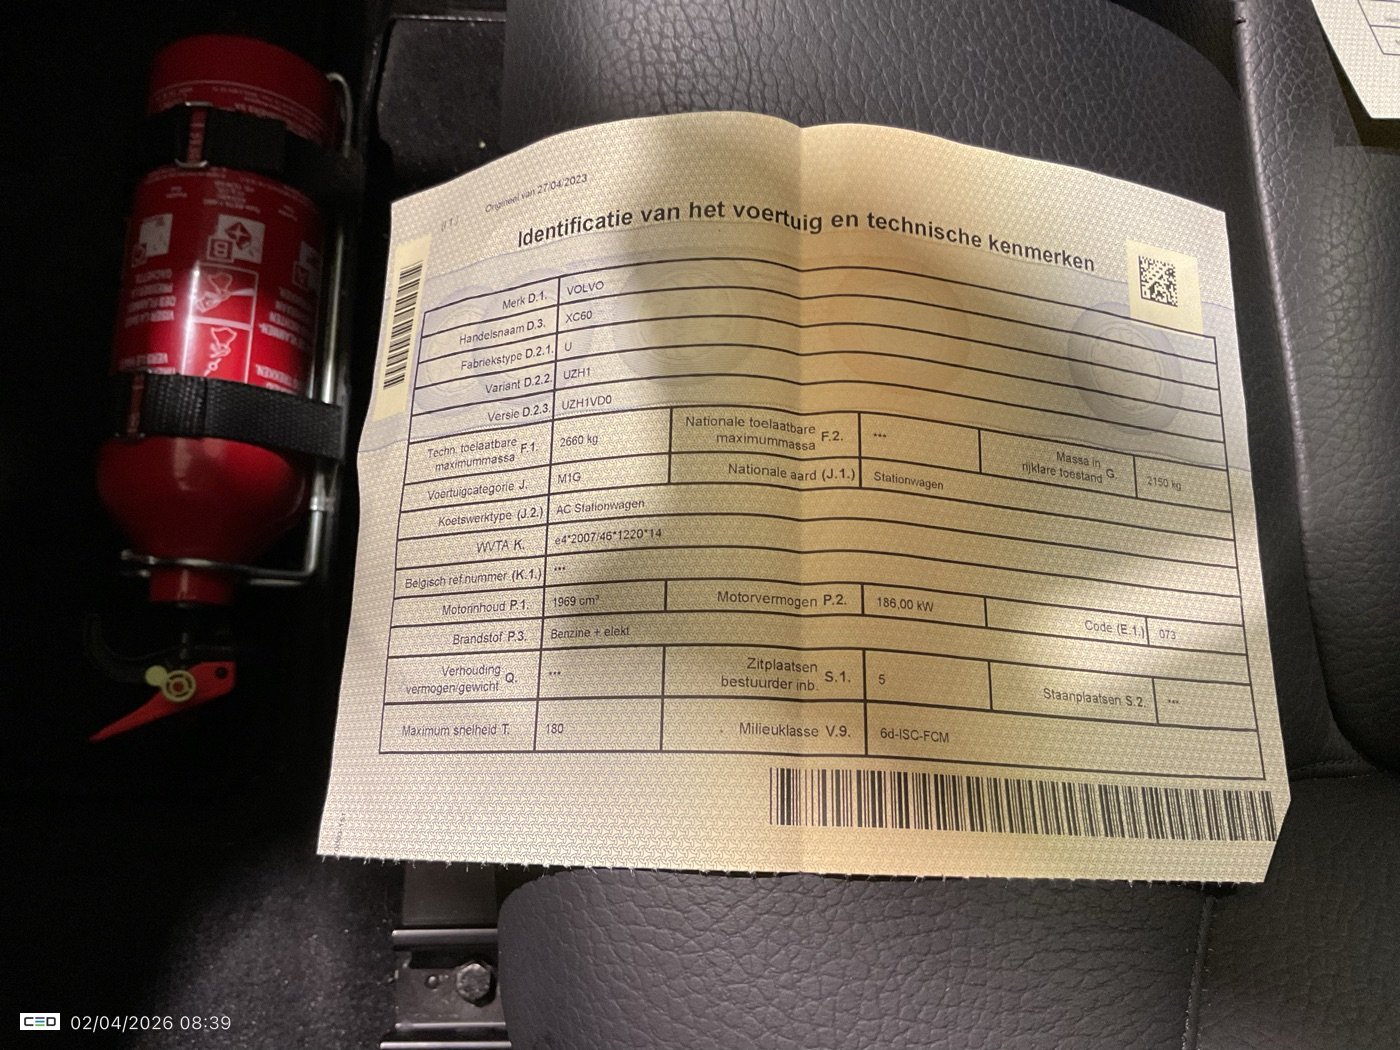 Origineel van 27/04/2023
Identificatie van het voertuig en technische kenmerken
Merk D.1. VOLVO
Handelsnaam D.3. XC60
Fabriekstype D.2.1. U
Variant D.2.2. UZH1
Versie D.2.3. UZH1VD0
Techn. toelaatbare maximummassa F.1. 2660 kg Nationale toelaatbare maximummassa F.2. *** Massa in rijklare toestand G. 2150 kg
Voertuigcategorie J. M1G Nationale aard (J.1.) Stationwagen
Koetswerktype (J.2.) AC Stationwagen
WVTA K. e4*2007/46*1220*14
Belgisch ref.nummer (K.1.) ***
Motorinhoud P.1. 1969 cm³ Motorvermogen P.2. 186,00 kW Code (E.1.) 073
Brandstof P.3. Benzine + elekt
Verhouding vermogen/gewicht Q. *** Zitplaatsen bestuurder inb. S.1. 5 Staanplaatsen S.2. ***
Maximum snelheid T. 180 Milieuklasse V.9. 6d-ISC-FCM
CED 02/04/2026 08:39